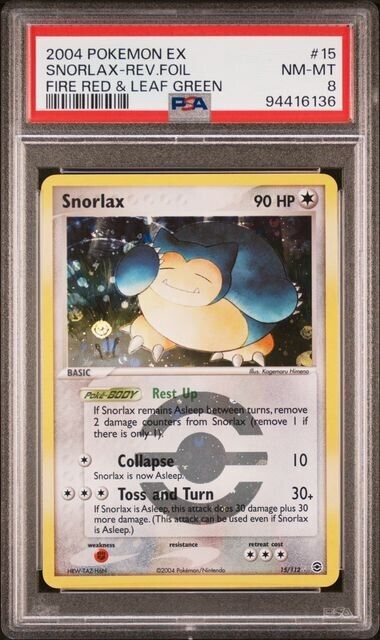 2004 POKEMON EX #15
SNORLAX-REV.FOIL NM-MT
FIRE RED & LEAF GREEN 8
PSA 94416136
Snorlax 90 HP
BASIC Illus. Kagemaru Himeno
Poké-BODY Rest Up
If Snorlax remains Asleep between turns, remove
2 damage counters from Snorlax (remove 1 if
there is only 1).
Collapse 10
Snorlax is now Asleep.
Toss and Turn 30+
If Snorlax is Asleep, this attack does 30 damage plus 30
more damage. (This attack can be used even if Snorlax
is Asleep.)
weakness resistance retreat cost
©2004 Pokémon/Nintendo 15/112